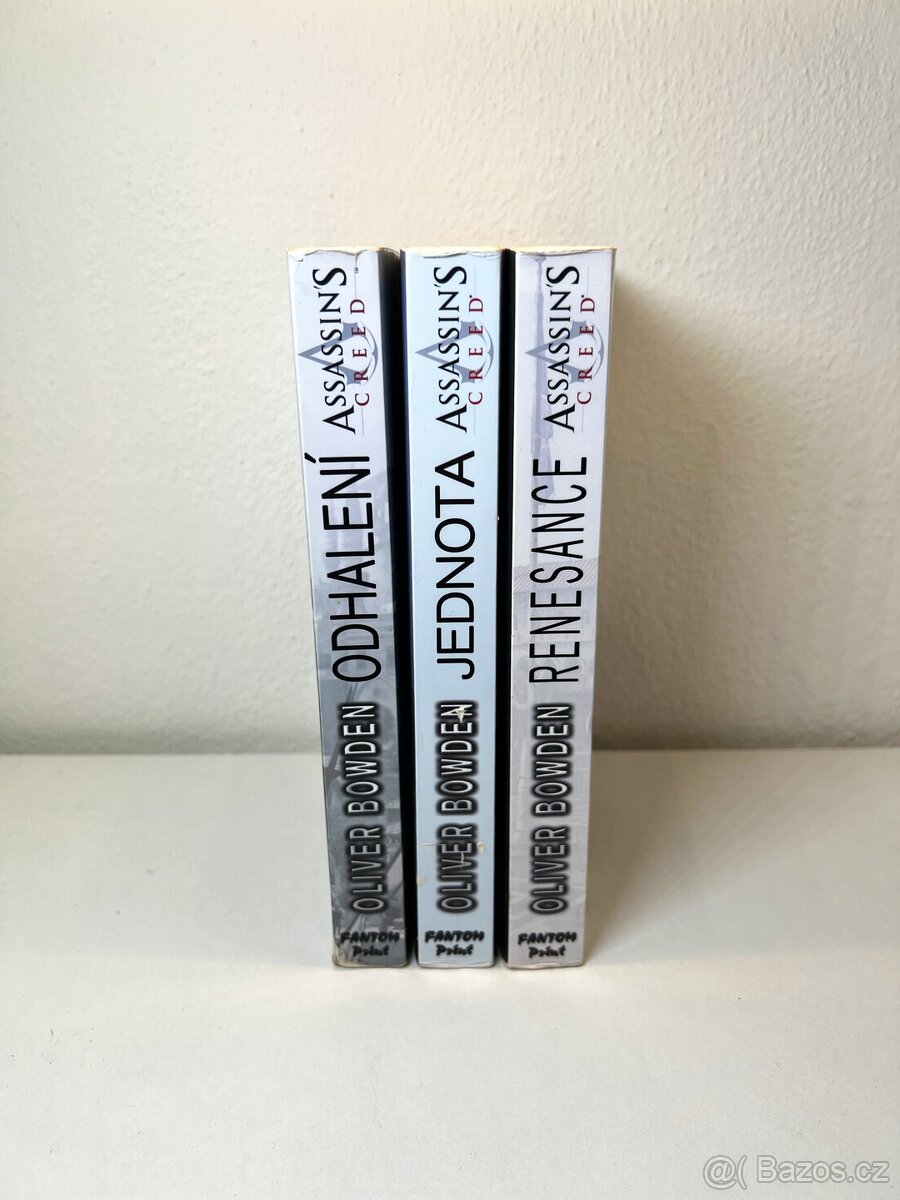 ASSASSIN'S
CREED
ODHALENÍ
OLIVER BOWDEN
FANTOM
Print
ASSASSIN'S
CREED
JEDNOTA
OLIVER BOWDEN
FANTOM
Print
ASSASSIN'S
CREED
RENESANCE
OLIVER BOWDEN
FANTOM
Print
@( Bazos.cz